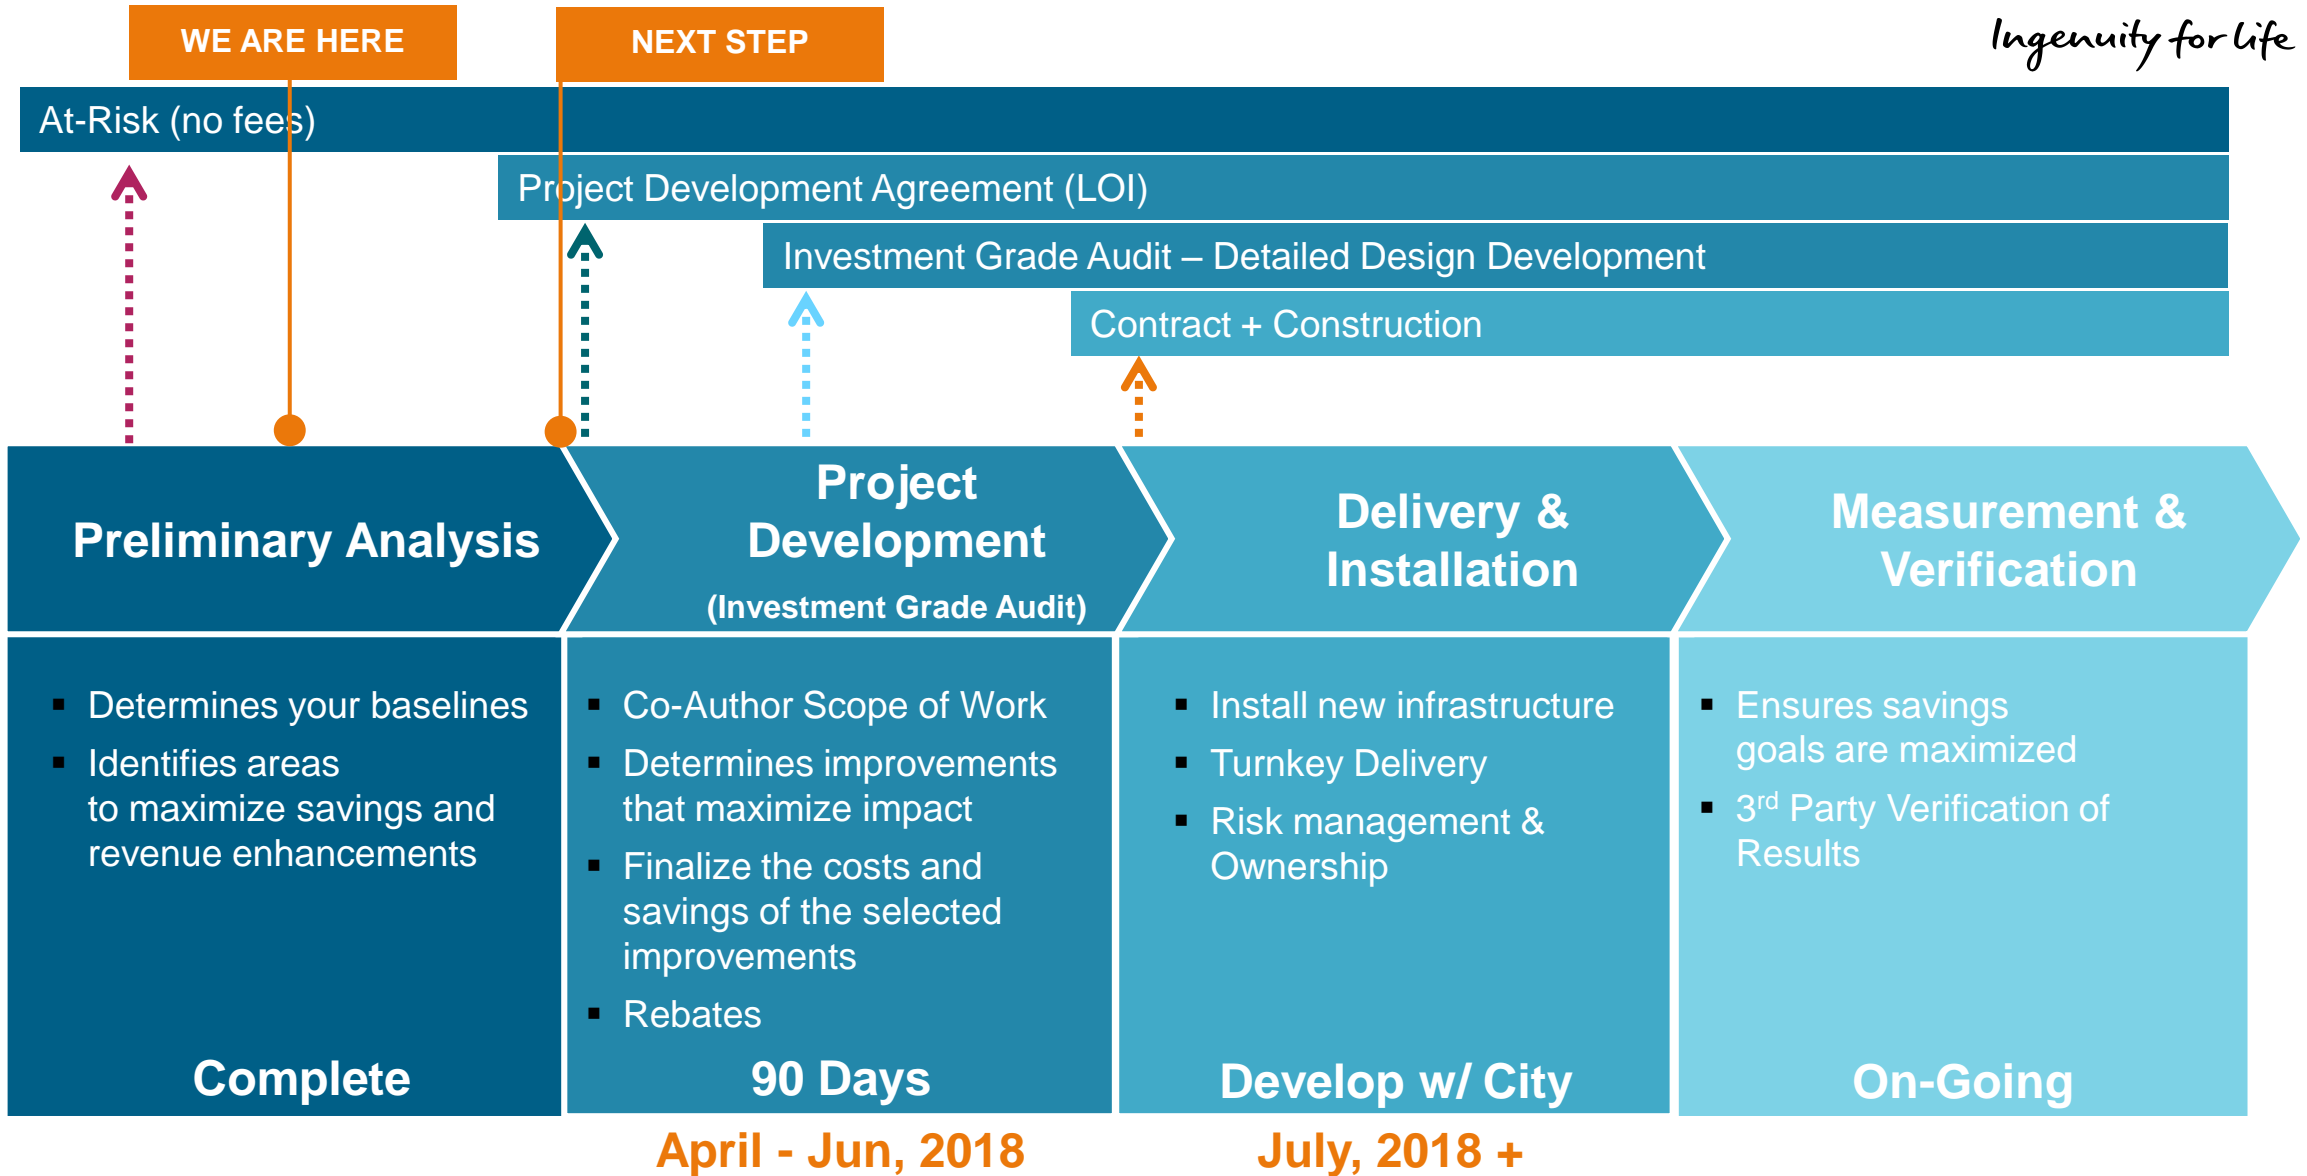 WE ARE HERE
NEXT STEP
Ingenuity for life
At-Risk (no fees)
Project Development Agreement (LOI)
Investment Grade Audit – Detailed Design Development
Contract + Construction
Preliminary Analysis
Project
Development
(Investment Grade Audit)
Delivery &
Installation
Measurement &
Verification
▪ Determines your baselines
▪ Identifies areas
to maximize savings and
revenue enhancements
Complete
▪ Co-Author Scope of Work
▪ Determines improvements
that maximize impact
▪ Finalize the costs and
savings of the selected
improvements
▪ Rebates
90 Days
▪ Install new infrastructure
▪ Turnkey Delivery
▪ Risk management &
Ownership
Develop w/ City
▪ Ensures savings
goals are maximized
▪ 3rd Party Verification of
Results
On-Going
April - Jun, 2018
July, 2018 +